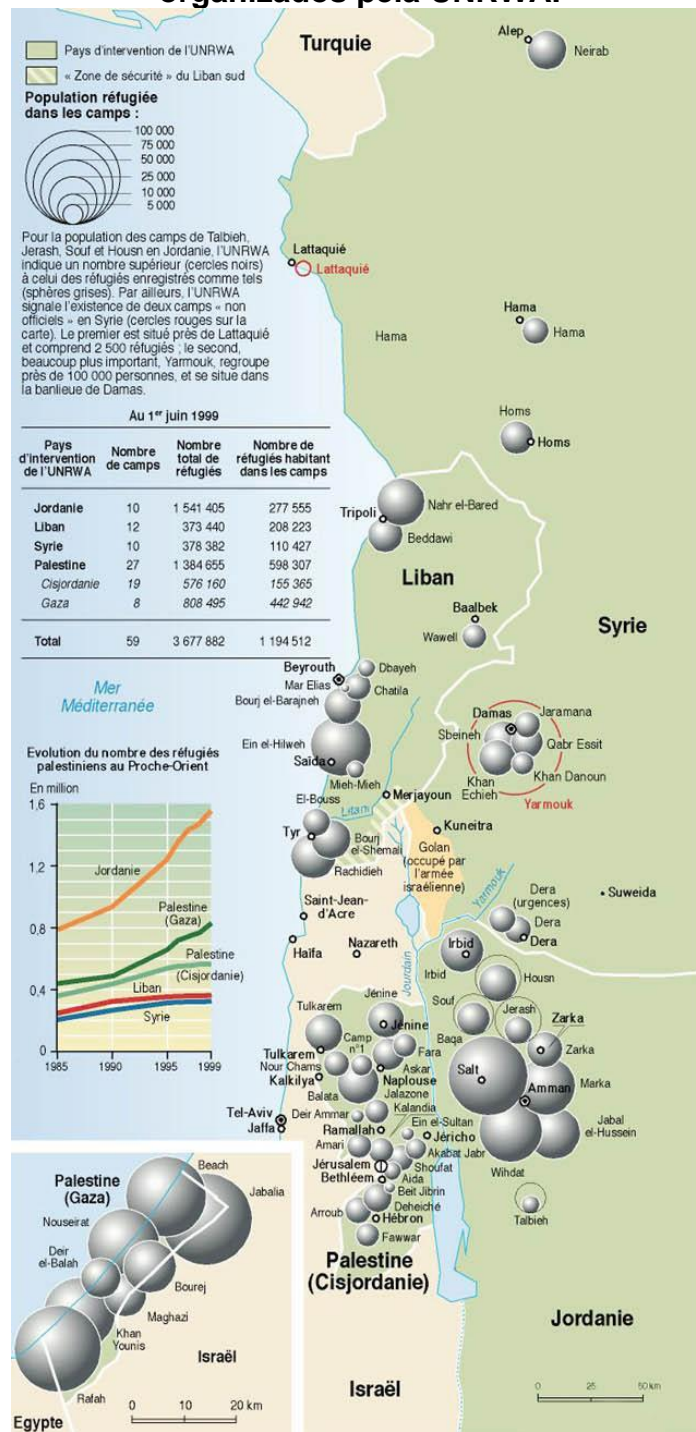 organizados pela UNRWA.
Pays d'intervention de l'UNRWA
« Zone de sécurité » du Liban sud
Population réfugiée
dans les camps :
100 000
75 000
50 000
25 000
10 000
5 000
Pour la population des camps de Talbieh,
Jerash, Souf et Housn en Jordanie, l'UNRWA
indique un nombre supérieur (cercles noirs)
à celui des réfugiés enregistrés comme tels
(sphères grises). Par ailleurs, l'UNRWA
signale l'existence de deux camps « non
officiels » en Syrie (cercles rouges sur la
carte). Le premier est situé près de Lattaquié
et comprend 2 500 réfugiés ; le second,
beaucoup plus important, Yarmouk, regroupe
près de 100 000 personnes, et se situe dans
la banlieue de Damas.
Au 1er juin 1999
Pays d'intervention de l'UNRWA Nombre de camps Nombre total de réfugiés Nombre de réfugiés habitant dans les camps
Jordanie 10 1 541 405 277 555
Liban 12 373 440 208 223
Syrie 10 378 382 110 427
Palestine 27 1 384 655 598 307
Cisjordanie 19 576 160 155 365
Gaza 8 808 495 442 942
Total 59 3 677 882 1 194 512
Mer
Méditerranée
Evolution du nombre des réfugiés
palestiniens au Proche-Orient
En million
1,6
1,2
0,8
0,4
0
Jordanie
Palestine
(Gaza)
Palestine
(Cisjordanie)
Liban
Syrie
1985 1990 1995 1999
Turquie
Alep
Neirab
Lattaquié
Lattaquié
Hama
Hama
Hama
Homs
Homs
Tripoli
Nahr el-Bared
Beddawi
Liban
Baalbek
Wawell
Syrie
Beyrouth
Dbayeh
Mar Elias
Chatila
Bourj el-Barajneh
Ein el-Hilweh
Saïda
Mieh-Mieh
Damas
Jaramana
Sbeineh
Qabr Essit
Khan
Echieh
Khan Danoun
Yarmouk
El-Bouss
Litani
Merjayoun
Tyr
Bourj
el-Shemali
Rachidieh
Kuneitra
Golan
(occupé par
l'armée
israélienne)
Yarmouk
Dera
(urgences)
Suweida
Dera
Dera
Saint-Jean-
d'Acre
Haïfa
Nazareth
Jourdain
Irbid
Irbid
Housn
Souf
Jerash
Zarka
Zarka
Baqa
Salt
Marka
Amman
Jabal
el-Hussein
Wihdat
Talbieh
Jénine
Jénine
Tulkarem
Tulkarem
Camp
n°1
Fara
Nour Chams
Askar
Kalkilya
Naplouse
Balata
Jalazone
Tel-Aviv
Jaffa
Deir Ammar
Kalandia
Ramallah
Ein el-Sultan
Jéricho
Amari
Akabat Jabr
Jérusalem
Shoufat
Bethléem
Aida
Beit Jibrin
Deheiché
Arroub
Hébron
Fawwar
Palestine
(Cisjordanie)
Jordanie
Israël
0 25 50 km
Palestine
(Gaza)
Beach
Jabalia
Nouseirat
Deir
el-Balah
Bourej
Maghazi
Khan
Younis
Israël
Rafah
Egypte
0 10 20 km